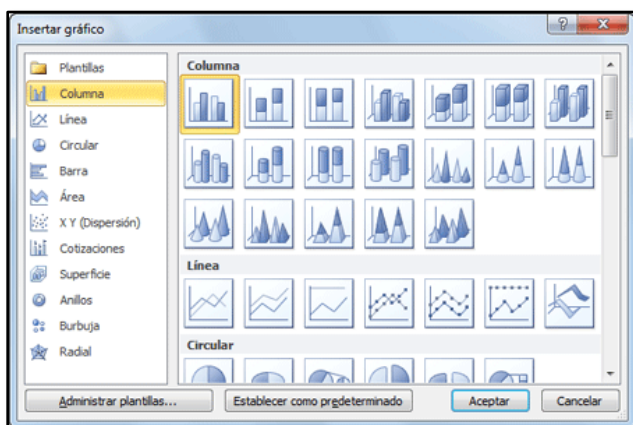 Insertar gráfico
Plantillas
Columna
Línea
Circular
Barra
Área
X Y (Dispersión)
Cotizaciones
Superficie
Anillos
Burbuja
Radial
Columna
Línea
Circular
Administrar plantillas...
Establecer como predeterminado
Aceptar
Cancelar